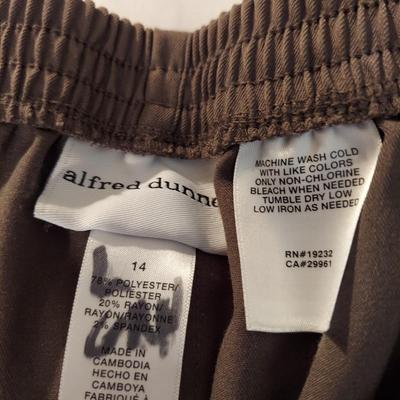 alfred dunne
14
78% POLYESTER/
POLIÉSTER
20% RAYON/
RAYON/RAYONNE
2% SPANDEX
MADE IN
CAMBODIA
HECHO EN
CAMBOYA
FABRIQUÉ À
MACHINE WASH COLD
WITH LIKE COLORS
ONLY NON-CHLORINE
BLEACH WHEN NEEDED
TUMBLE DRY LOW
LOW IRON AS NEEDED
RN#19232
CA#29961